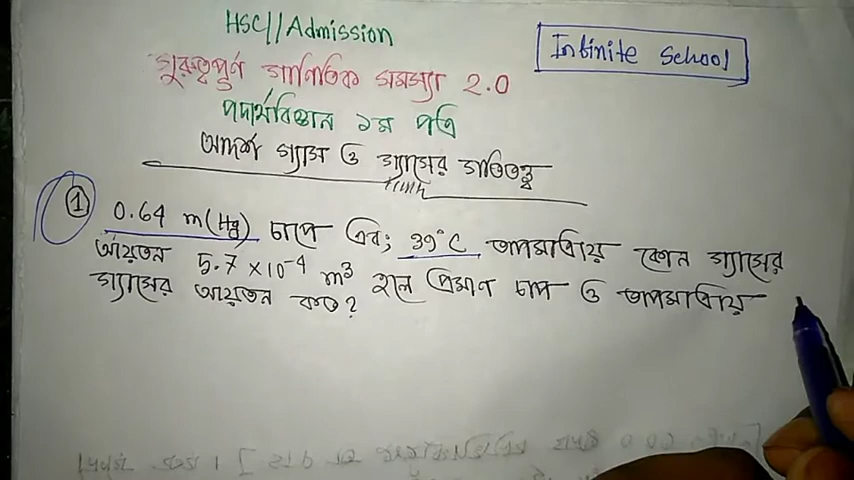 HSC//Admission
Infinite School
গুরুত্বপূর্ণ গাণিতিক সমস্যা 2.0
পদার্থবিজ্ঞান ১ম পত্র
আদর্শ গ্যাস ও গ্যাসের গতিতত্ত্ব
① 0.64 m(Hg) চাপে এবং 39°C তাপমাত্রায় কোন গ্যাসের
আয়তন 5.7 × 10⁻⁴ m³ হলে প্রমাণ চাপ ও তাপমাত্রায়
গ্যাসের আয়তন কত?